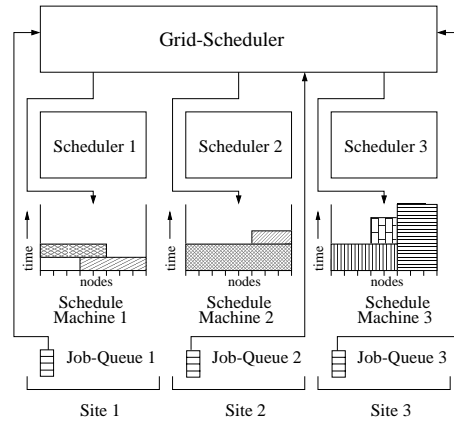 Grid-Scheduler
Scheduler 1 Scheduler 2 Scheduler 3
time time time
nodes nodes nodes
Schedule Schedule Schedule
Machine 1 Machine 2 Machine 3
Job-Queue 1 Job-Queue 2 Job-Queue 3
Site 1 Site 2 Site 3